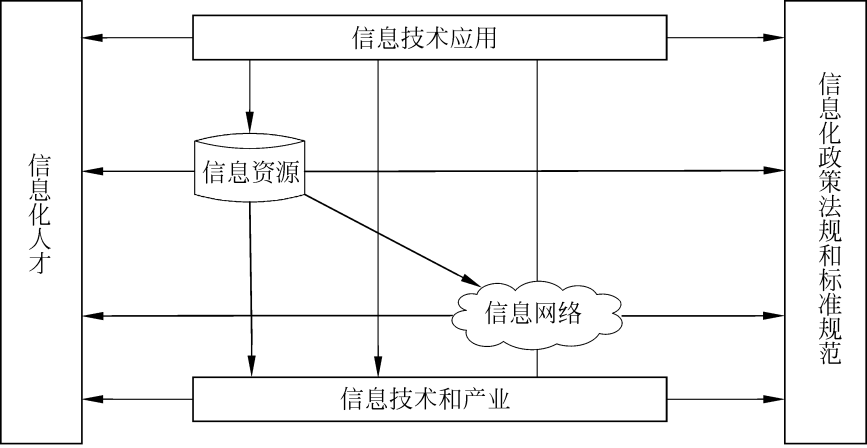 信息技术应用
信息化人才
信息资源
信息化政策法规和标准规范
信息网络
信息技术和产业